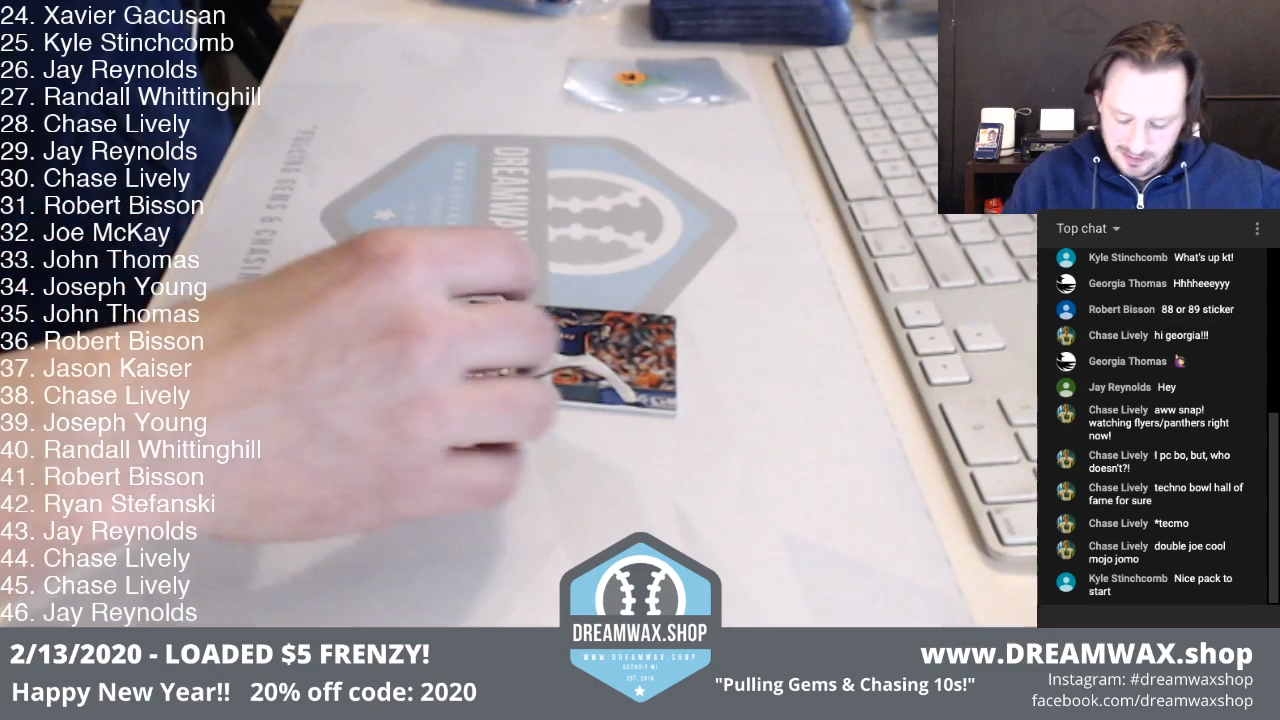 24. Xavier Gacusan
25. Kyle Stinchcomb
26. Jay Reynolds
27. Randall Whittinghill
28. Chase Lively
29. Jay Reynolds
30. Chase Lively
31. Robert Bisson
32. Joe McKay
33. John Thomas
34. Joseph Young
35. John Thomas
36. Robert Bisson
37. Jason Kaiser
38. Chase Lively
39. Joseph Young
40. Randall Whittinghill
41. Robert Bisson
42. Ryan Stefanski
43. Jay Reynolds
44. Chase Lively
45. Chase Lively
46. Jay Reynolds
DREAMWAX
Top chat
Kyle Stinchcomb What's up kt!
Georgia Thomas Hhhheeeyyy
Robert Bisson 88 or 89 sticker
Chase Lively hi georgia!!!
Georgia Thomas 🙋🏽‍♀️
Jay Reynolds Hey
Chase Lively aww snap!
watching flyers/panthers right
now!
Chase Lively I pc bo, but, who
doesn't?!
Chase Lively techno bowl hall of
fame for sure
Chase Lively *tecmo
Chase Lively double joe cool
mojo jomo
Kyle Stinchcomb Nice pack to
start
2/13/2020 - LOADED $5 FRENZY!
Happy New Year!! 20% off code: 2020
DREAMWAX.SHOP
WWW.DREAMWAX.SHOP
DETROIT MI
EST. 2019
"Pulling Gems & Chasing 10s!"
www.DREAMWAX.shop
Instagram: #dreamwaxshop
facebook.com/dreamwaxshop